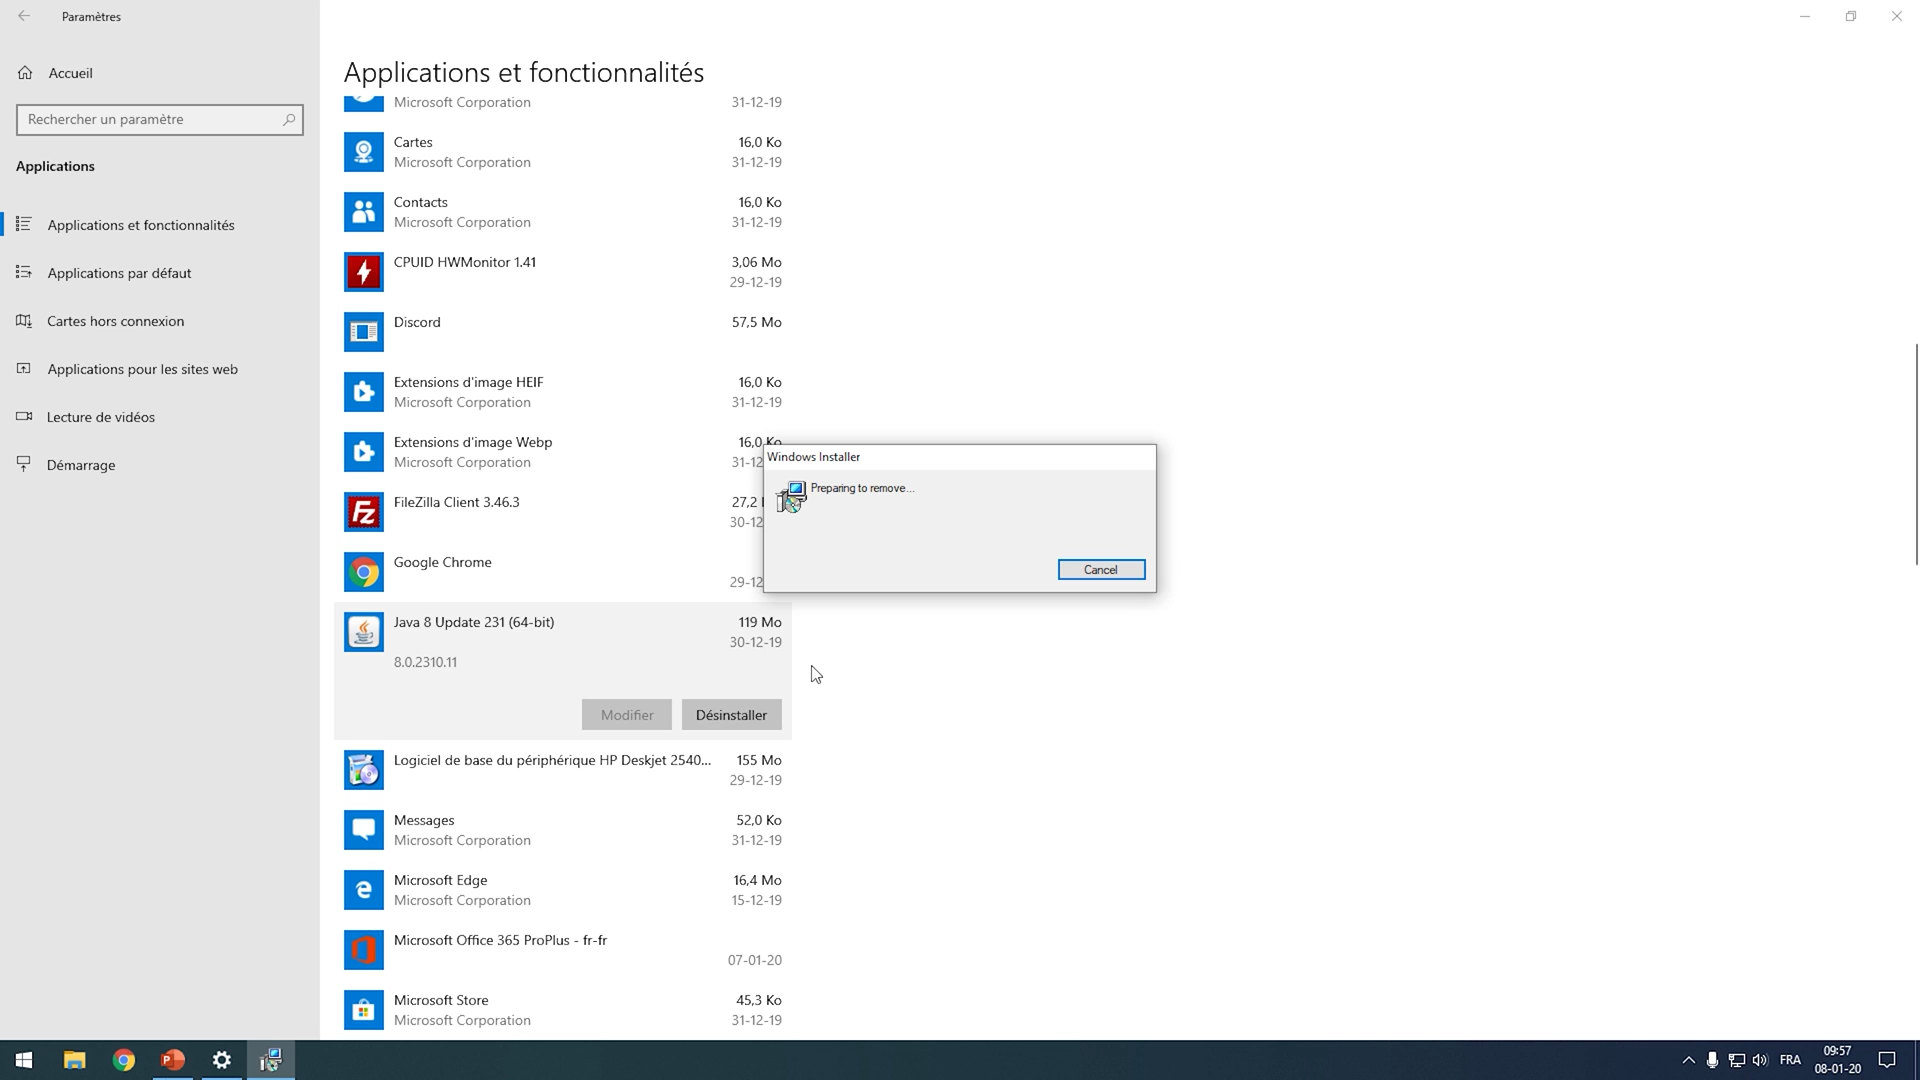 Paramètres
Accueil
Rechercher un paramètre
Applications
Applications et fonctionnalités
Applications par défaut
Cartes hors connexion
Applications pour les sites web
Lecture de vidéos
Démarrage
Applications et fonctionnalités
Microsoft Corporation 31-12-19
Cartes 16,0 Ko
Microsoft Corporation 31-12-19
Contacts 16,0 Ko
Microsoft Corporation 31-12-19
CPUID HWMonitor 1.41 3,06 Mo
29-12-19
Discord 57,5 Mo
Extensions d'image HEIF 16,0 Ko
Microsoft Corporation 31-12-19
Extensions d'image Webp 16,0 Ko
Microsoft Corporation 31-12
FileZilla Client 3.46.3 27,2
30-12
Google Chrome
29-12
Windows Installer
Preparing to remove...
Cancel
Java 8 Update 231 (64-bit) 119 Mo
30-12-19
8.0.2310.11
Modifier Désinstaller
Logiciel de base du périphérique HP Deskjet 2540... 155 Mo
29-12-19
Messages 52,0 Ko
Microsoft Corporation 31-12-19
Microsoft Edge 16,4 Mo
Microsoft Corporation 15-12-19
Microsoft Office 365 ProPlus - fr-fr
07-01-20
Microsoft Store 45,3 Ko
Microsoft Corporation 31-12-19
FRA
09:57
08-01-20